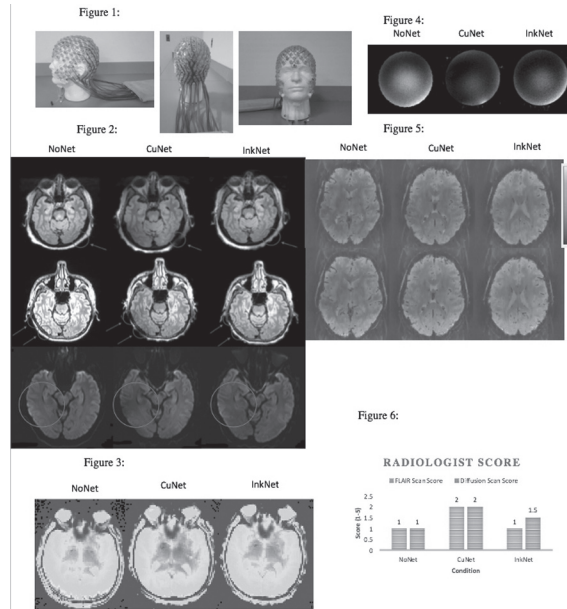 Figure 1:
Figure 4:
NoNet CuNet InkNet
Figure 2:
NoNet CuNet InkNet
Figure 5:
NoNet CuNet InkNet
Figure 6:
RADIOLOGIST SCORE
FLAIR Scan Score Diffusion Scan Score
Score (1-5)
2.5
2
1.5
1
0.5
0
1 1
2 2
1 1.5
NoNet CuNet InkNet
Condition
Figure 3:
NoNet CuNet InkNet